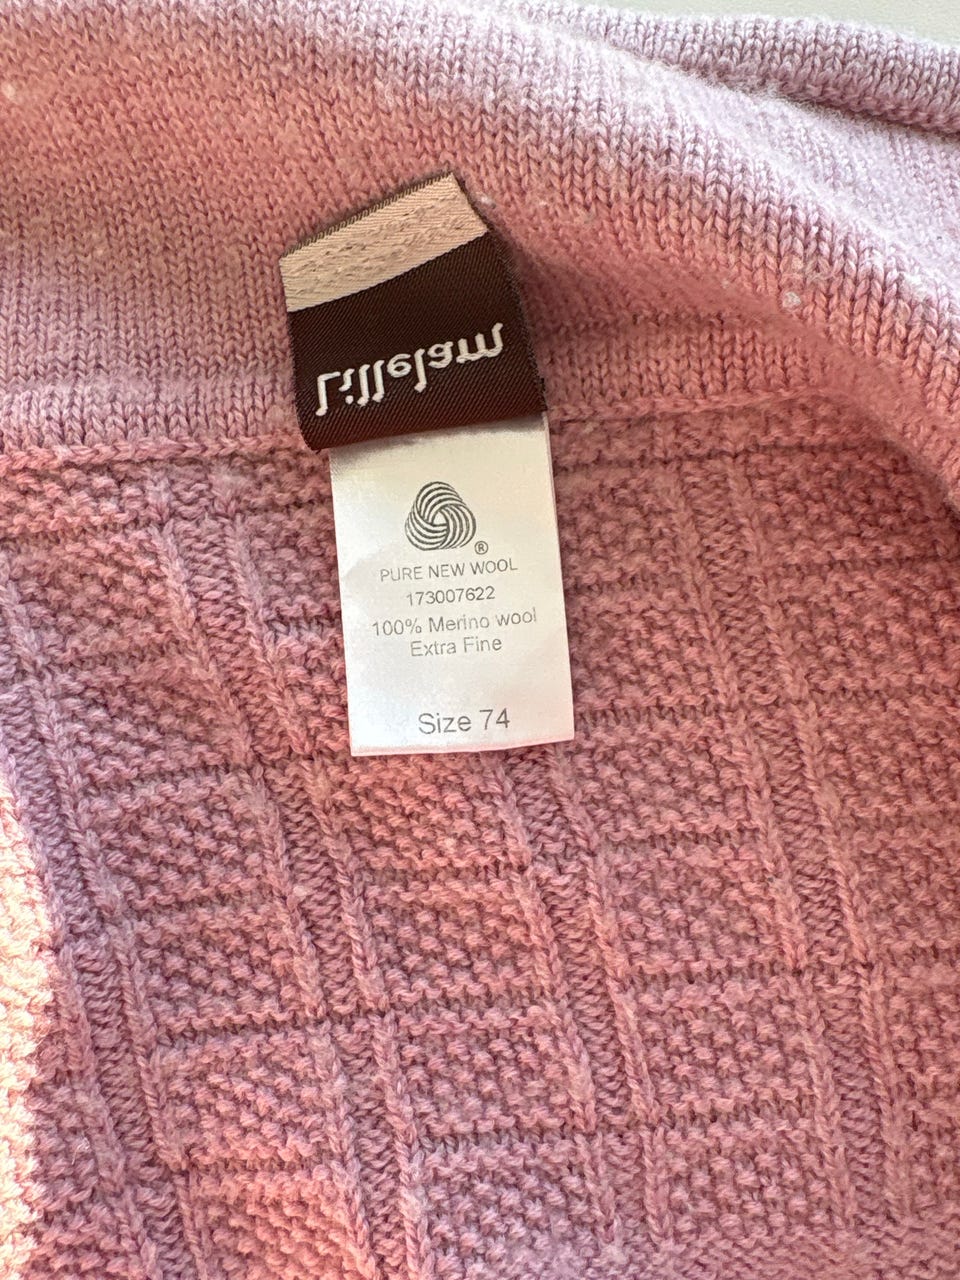 Lillelam
®
PURE NEW WOOL
173007622
100% Merino wool
Extra Fine
Size 74